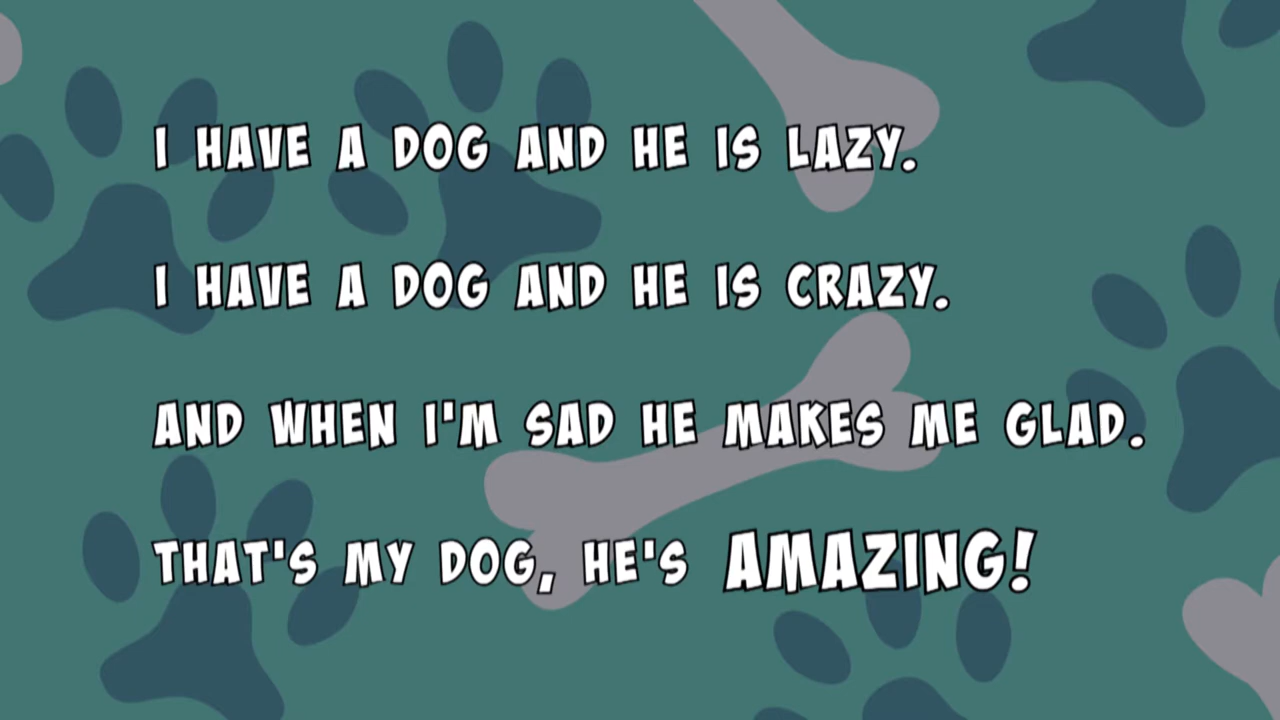 I HAVE A DOG AND HE IS LAZY.
I HAVE A DOG AND HE IS CRAZY.
AND WHEN I'M SAD HE MAKES ME GLAD.
THAT'S MY DOG, HE'S AMAZING!